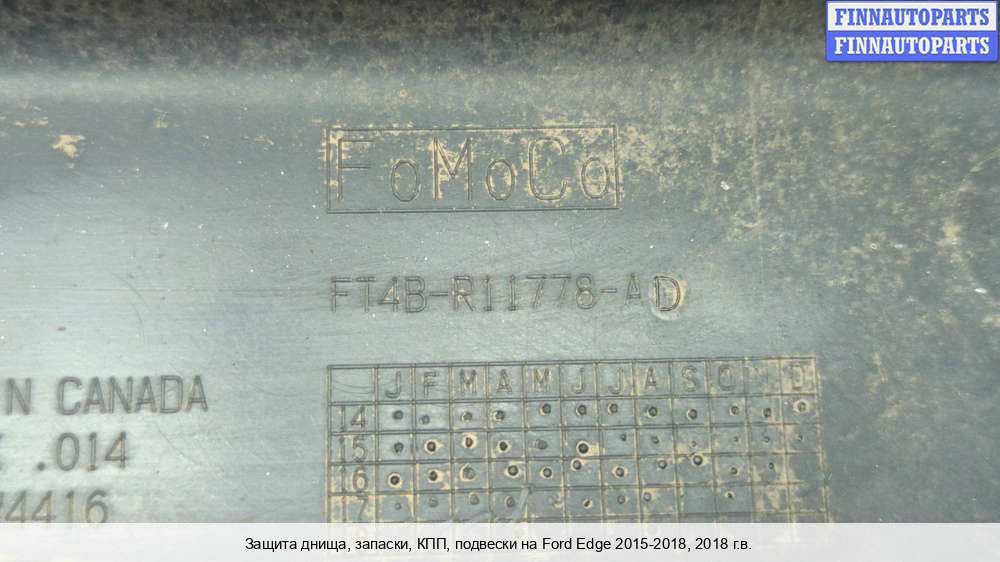 FINNAUTOPARTS
FINNAUTOPARTS
FoMoCo
FT4B-R11778-AD
N CANADA
.014
4416
J F M A M J J A S O D
14
15
16
Защита днища, запаски, КПП, подвески на Ford Edge 2015-2018, 2018 г.в.